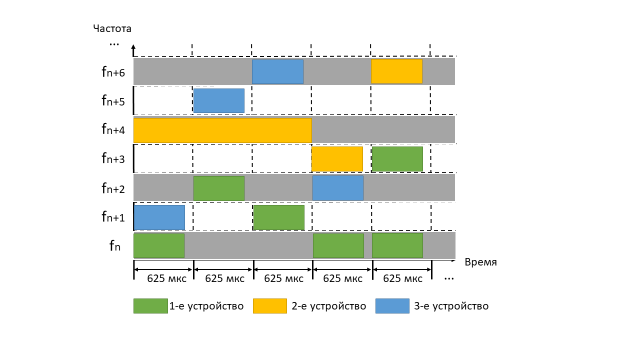 Частота
...
fn+6
fn+5
fn+4
fn+3
fn+2
fn+1
fn
Время
625 мкс 625 мкс 625 мкс 625 мкс 625 мкс ...
1-е устройство 2-е устройство 3-е устройство